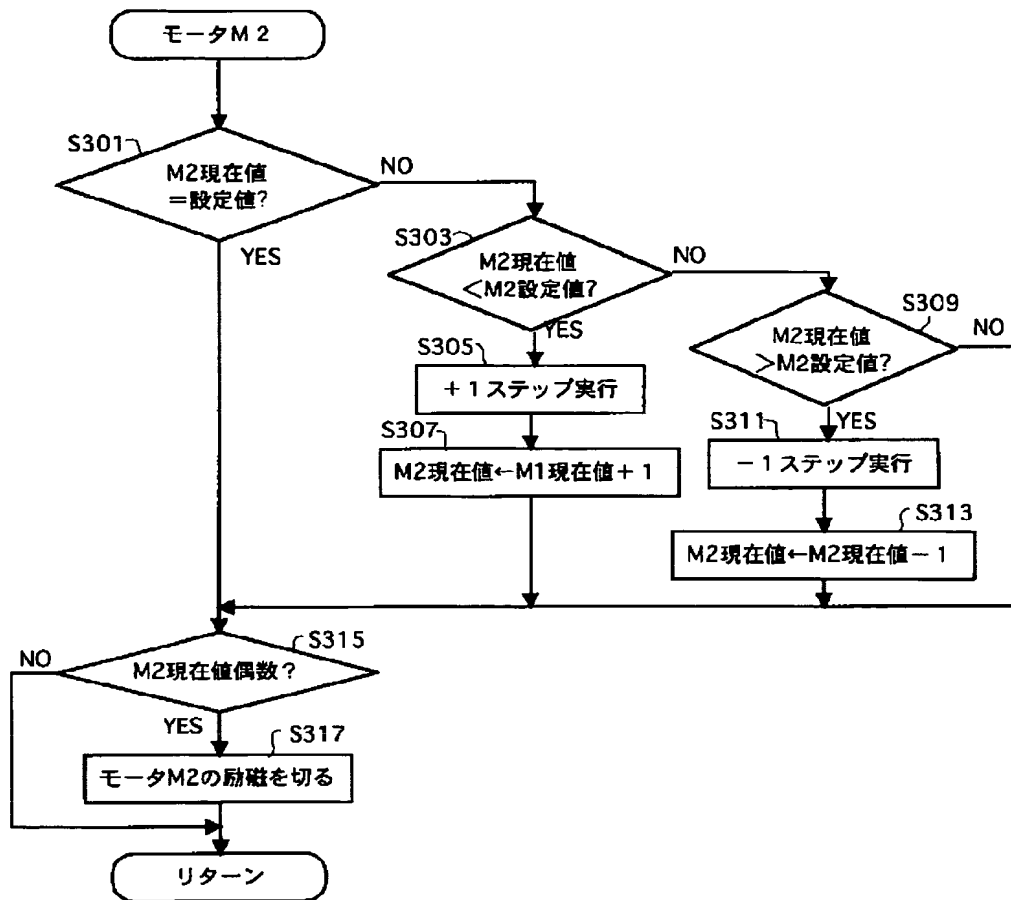 モータM2
S301
M2現在値
=設定値?
NO
YES
S303
M2現在値
<M2設定値?
NO
YES
S309
M2現在値
>M2設定値?
NO
YES
S305
+1ステップ実行
S307
M2現在値←M1現在値+1
S311
-1ステップ実行
S313
M2現在値←M2現在値-1
S315
M2現在値偶数?
NO
YES
S317
モータM2の励磁を切る
リターン